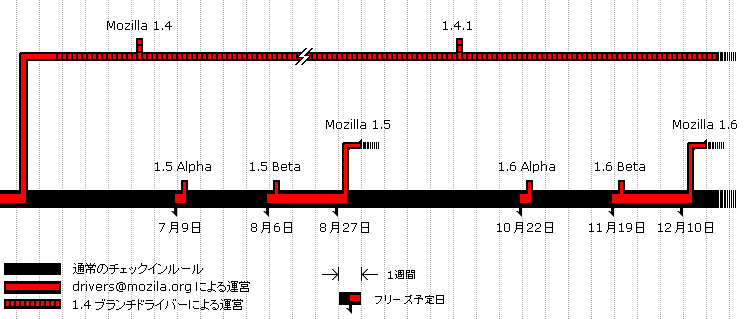 Mozilla 1.4
1.4.1
Mozilla 1.5
Mozilla 1.6
1.5 Alpha
1.5 Beta
1.6 Alpha
1.6 Beta
7月9日
8月6日
8月27日
10月22日
11月19日
12月10日
通常のチェックインルール
drivers@mozila.org による運営
1.4 ブランチドライバーによる運営
1週間
フリーズ予定日